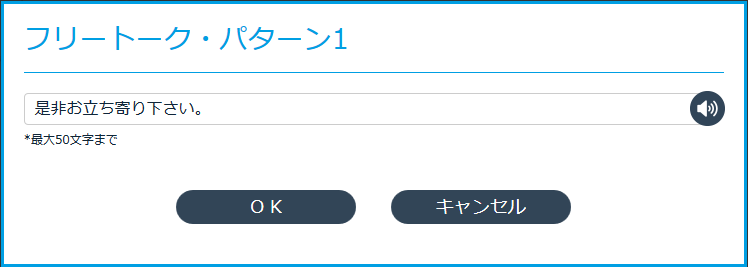 フリートーク・パターン1
是非お立ち寄り下さい。
*最大50文字まで
ＯＫ
キャンセル